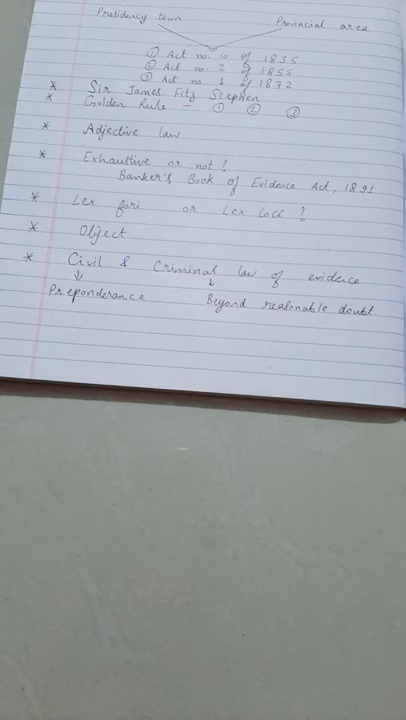 Presidency town Provincial area
① Act no. 10 of 1835
② Act no. 2 of 1855
③ Act no. 1 of 1872
* Sir James Fitz Stephen
* Golden Rule - ① ② ③
* Adjective law
* Exhaustive or not?
Banker's Book of Evidence Act, 1891
* Lex fori or Lex Loci ?
* Object
* Civil & Criminal law of evidence
↓ ↓
Preponderance Beyond reasonable doubt